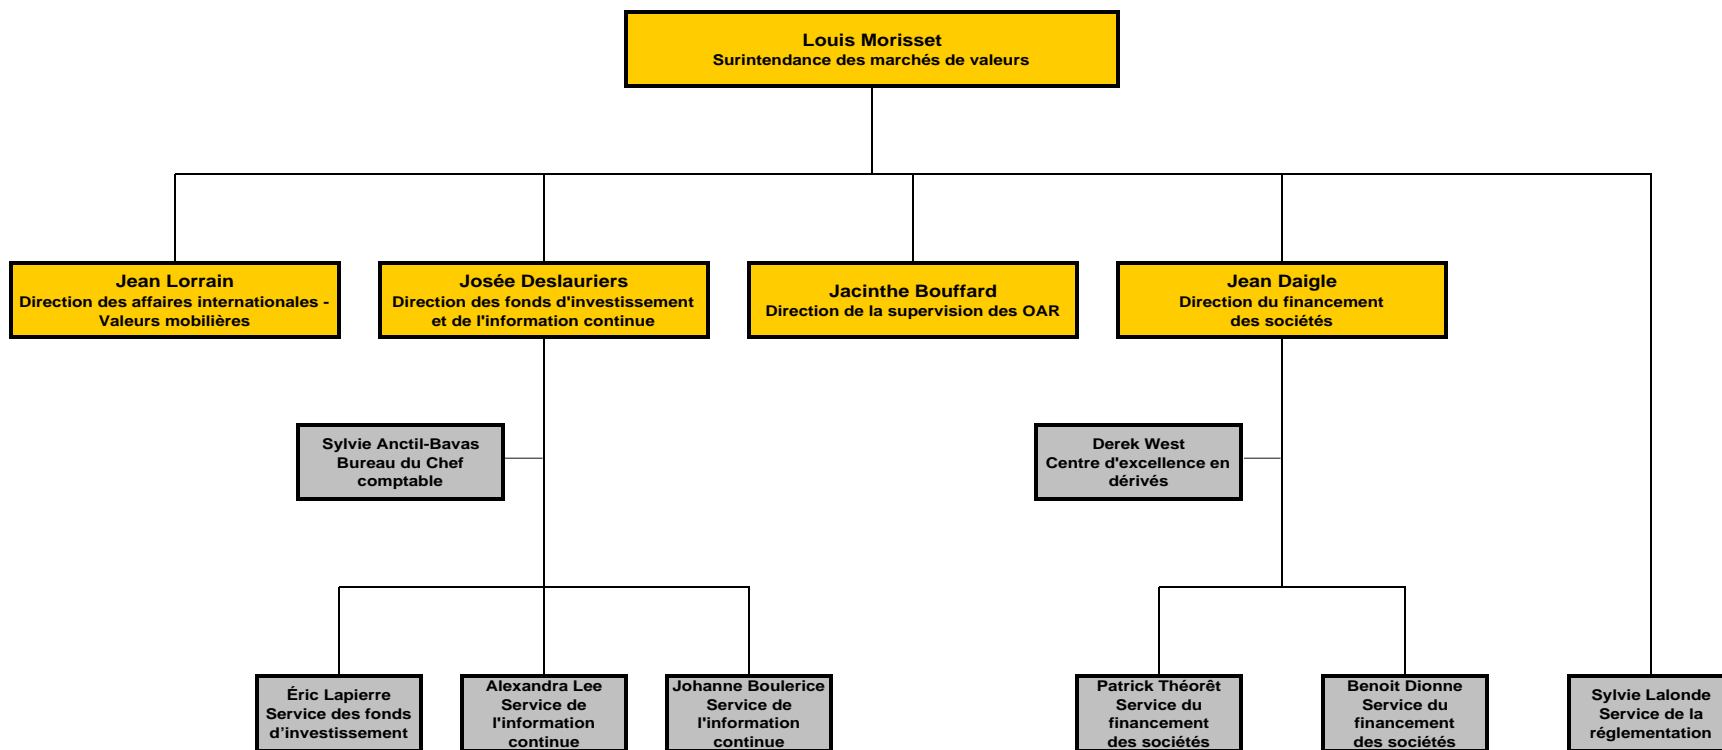 Louis Morisset
Surintendance des marchés de valeurs
Jean Lorrain
Direction des affaires internationales -
Valeurs mobilières
Josée Deslauriers
Direction des fonds d'investissement
et de l'information continue
Jacinthe Bouffard
Direction de la supervision des OAR
Jean Daigle
Direction du financement
des sociétés
Sylvie Anctil-Bavas
Bureau du Chef
comptable
Derek West
Centre d'excellence en
dérivés
Éric Lapierre
Service des fonds
d’investissement
Alexandra Lee
Service de
l'information
continue
Johanne Boulerice
Service de
l'information
continue
Patrick Théorêt
Service du
financement
des sociétés
Benoit Dionne
Service du
financement
des sociétés
Sylvie Lalonde
Service de la
réglementation